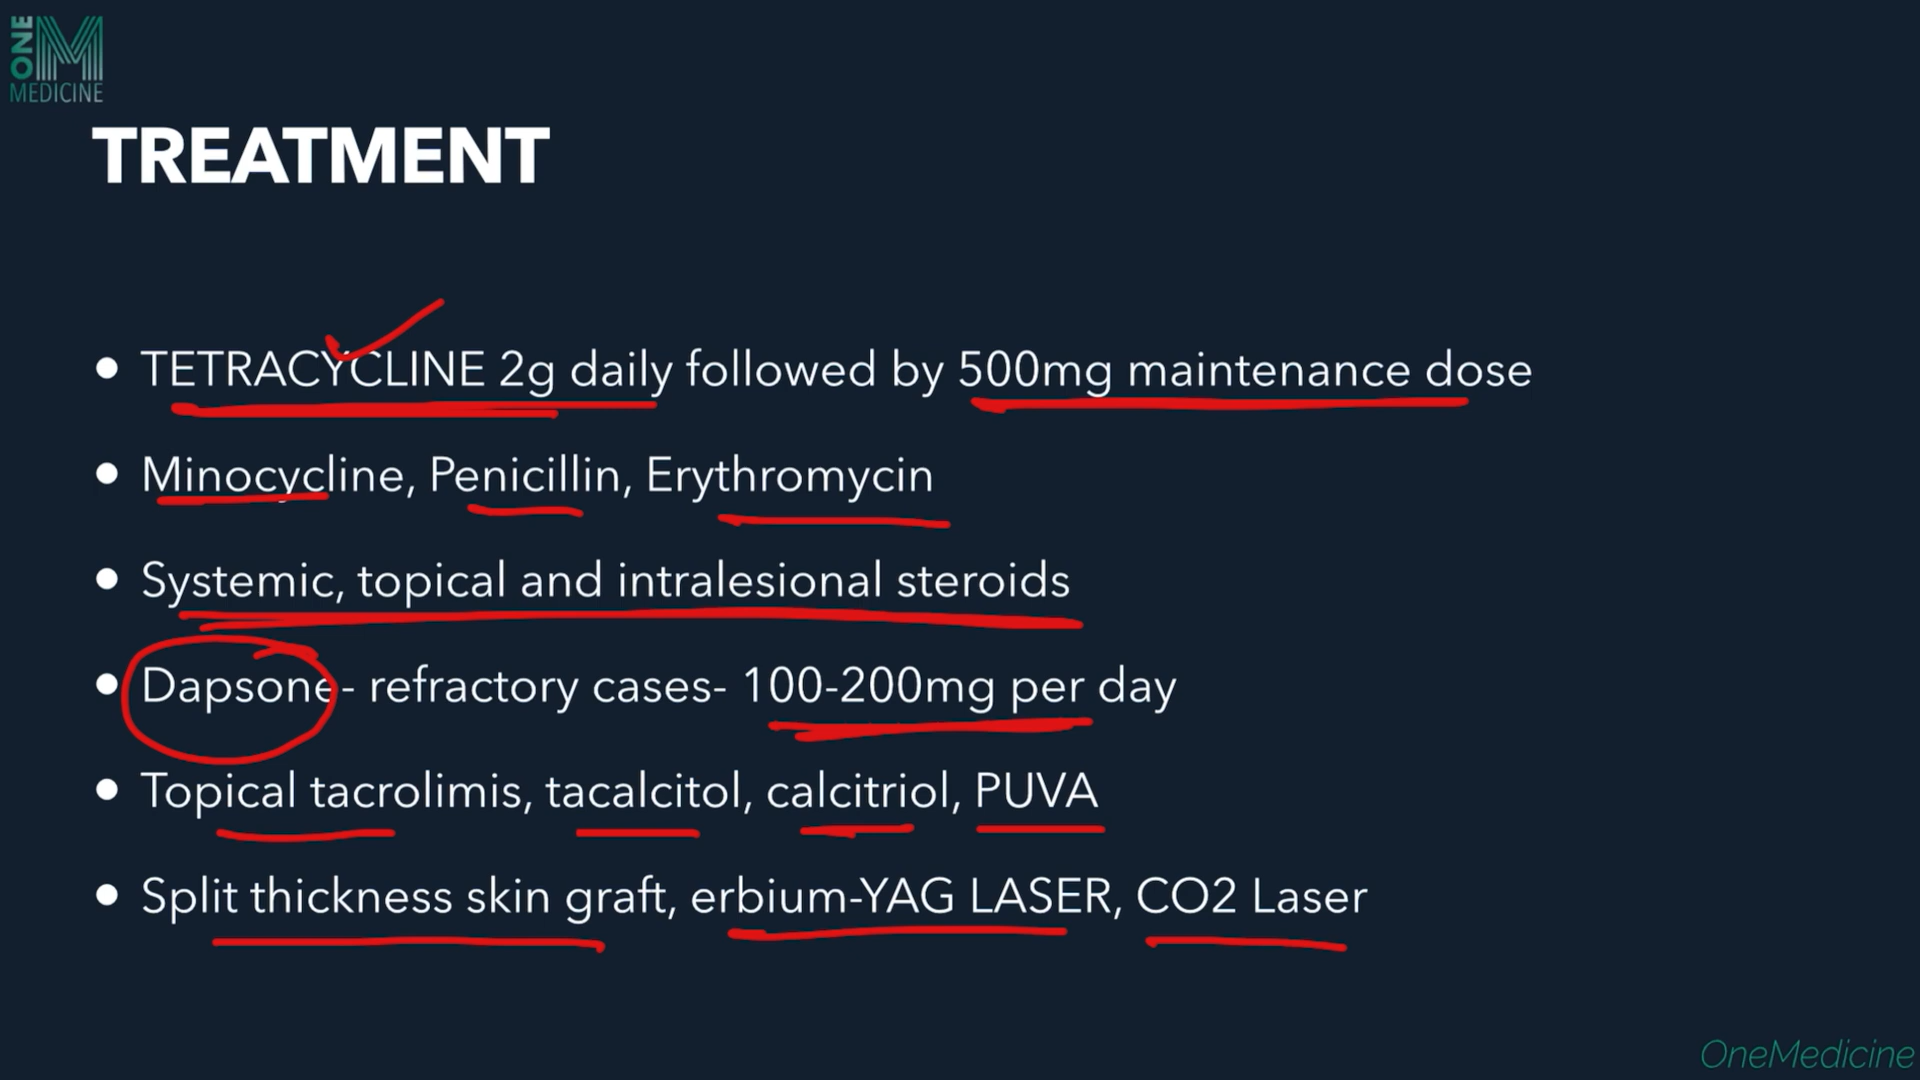 ONE
M
MEDICINE
TREATMENT
• TETRACYCLINE 2g daily followed by 500mg maintenance dose
• Minocycline, Penicillin, Erythromycin
• Systemic, topical and intralesional steroids
• Dapsone- refractory cases- 100-200mg per day
• Topical tacrolimis, tacalcitol, calcitriol, PUVA
• Split thickness skin graft, erbium-YAG LASER, CO2 Laser
OneMedicine